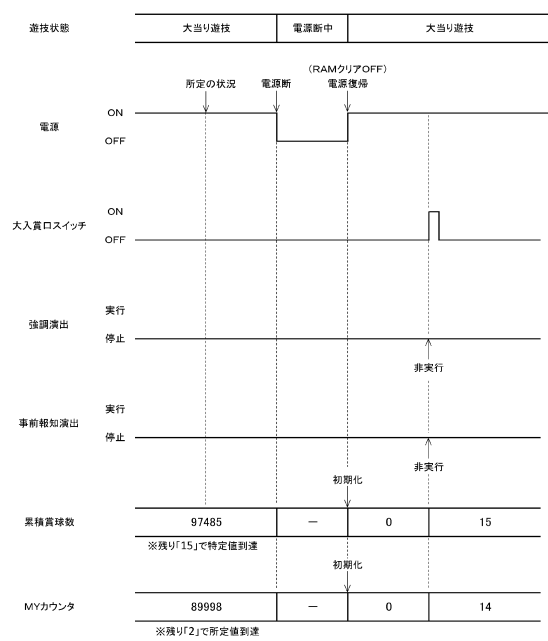 遊技状態
大当り遊技
電源断中
大当り遊技
(RAMクリアOFF)
所定の状況
電源断
電源復帰
電源
ON
OFF
大入賞口スイッチ
ON
OFF
強調演出
実行
停止
非実行
事前報知演出
実行
停止
非実行
初期化
累積賞球数
97485
－
0
15
※残り「15」で特定値到達
初期化
MYカウンタ
89998
－
0
14
※残り「2」で所定値到達